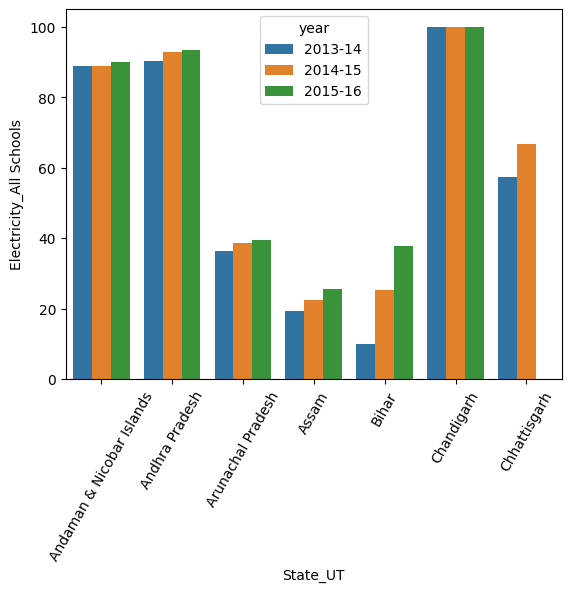 year
2013-14
2014-15
2015-16
100
80
60
40
20
0
Electricity_All Schools
Andaman & Nicobar Islands
Andhra Pradesh
Arunachal Pradesh
Assam
Bihar
Chandigarh
Chhattisgarh
State_UT